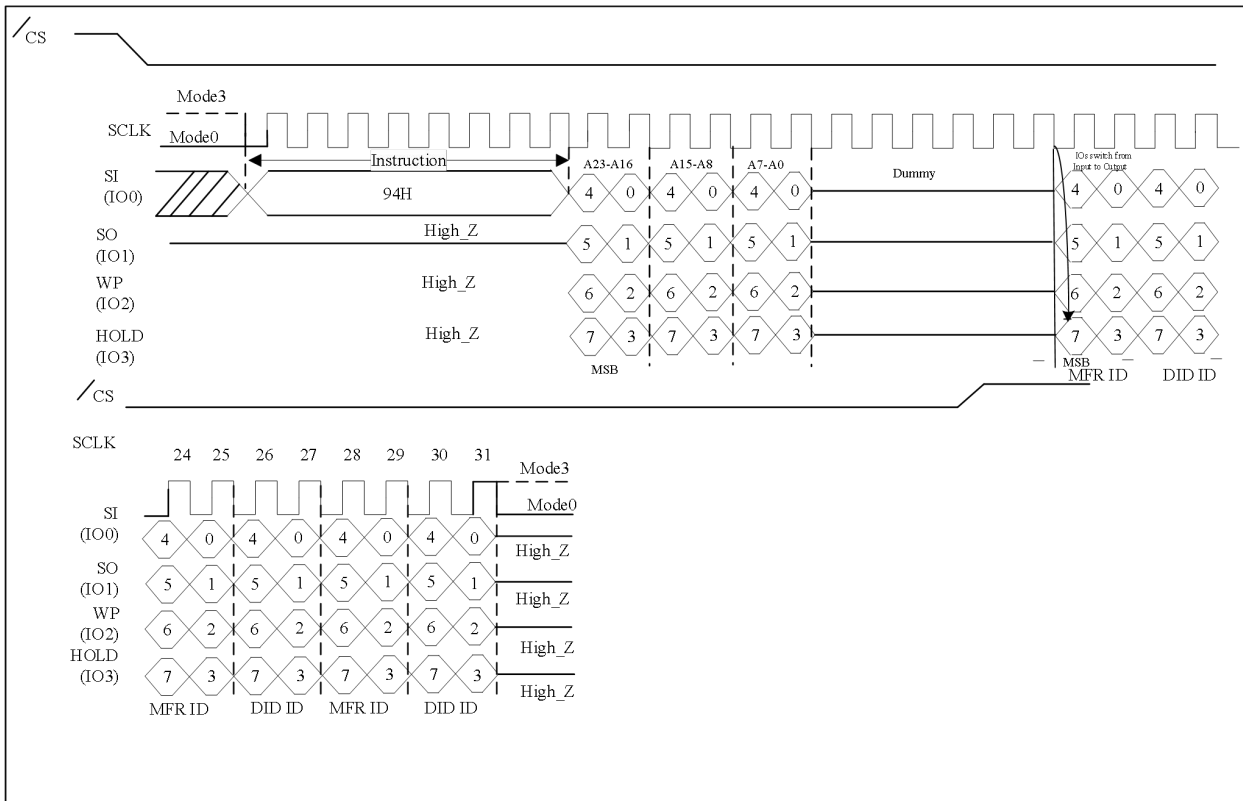 /CS
Mode3
SCLK
Mode0
Instruction
A23-A16 A15-A8 A7-A0
Dummy
IOs switch from
Input to Output
SI
(IO0)
94H
4 0 4 0 4 0 4 0 4 0
SO
(IO1)
High_Z
5 1 5 1 5 1 5 1 5 1
WP
(IO2)
High_Z
6 2 6 2 6 2 6 2 6 2
HOLD
(IO3)
High_Z
7 3 7 3 7 3 7 3 7 3
MSB
MSB
MFR ID DID ID
/CS
SCLK
24 25 26 27 28 29 30 31
Mode3
Mode0
SI
(IO0)
4 0 4 0 4 0 4 0
High_Z
SO
(IO1)
5 1 5 1 5 1 5 1
High_Z
WP
(IO2)
6 2 6 2 6 2 6 2
High_Z
HOLD
(IO3)
7 3 7 3 7 3 7 3
High_Z
MFR ID DID ID MFR ID DID ID